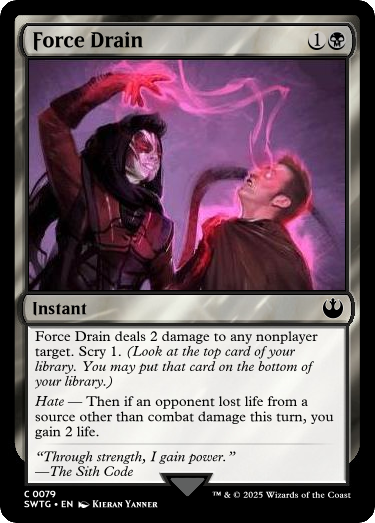 Force Drain 1
Instant
Force Drain deals 2 damage to any nonplayer
target. Scry 1. (Look at the top card of your
library. You may put that card on the bottom of
your library.)
Hate — Then if an opponent lost life from a
source other than combat damage this turn, you
gain 2 life.
“Through strength, I gain power.”
—The Sith Code
C 0079
SWTG • EN KIERAN YANNER ™ & © 2025 Wizards of the Coast